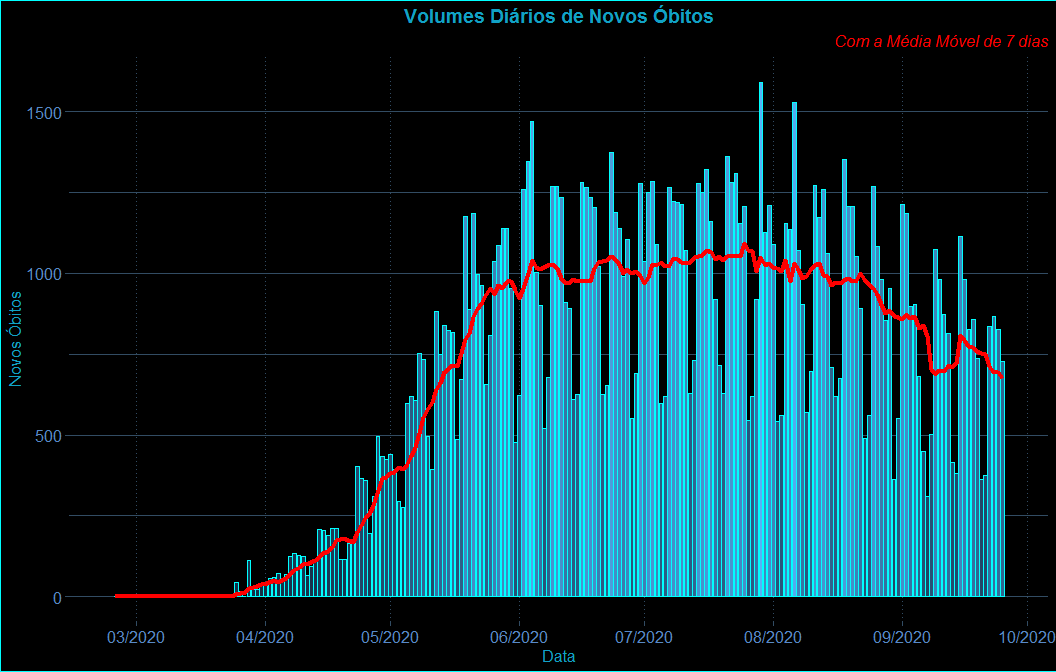 Volumes Diários de Novos Óbitos
Com a Média Móvel de 7 dias
1500
1000
500
0
Novos Óbitos
03/2020 04/2020 05/2020 06/2020 07/2020 08/2020 09/2020 10/2020
Data